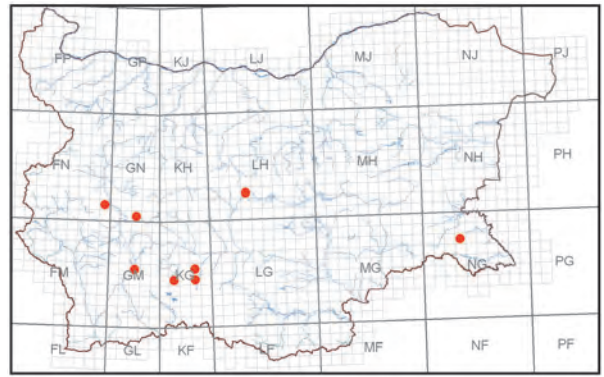 FP GP KJ LJ MJ NJ PJ
FN GN KH LH MH NH PH
FM GM KG LG MG NG PG
FL GL KF LF MF NF PF